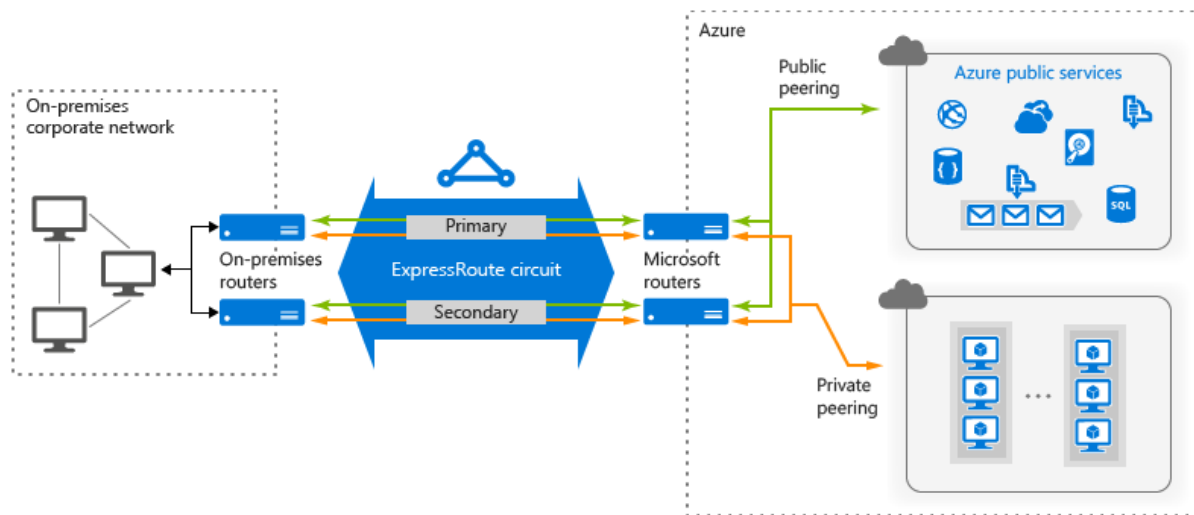 On-premises
corporate network
On-premises
routers
Primary
ExpressRoute circuit
Secondary
Microsoft
routers
Azure
Public
peering
Azure public services
{ }
SQL
Private
peering
...